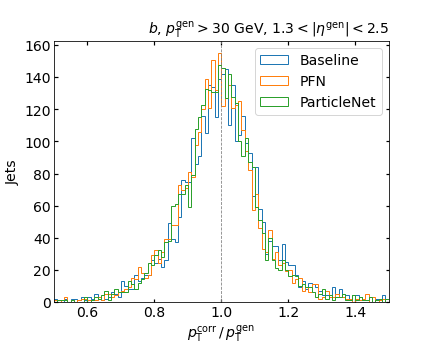 b, p_T^gen > 30 GeV, 1.3 < |η^gen| < 2.5
160
140
120
100
80
60
40
20
0
Jets
Baseline
PFN
ParticleNet
0.6 0.8 1.0 1.2 1.4
p_T^corr / p_T^gen